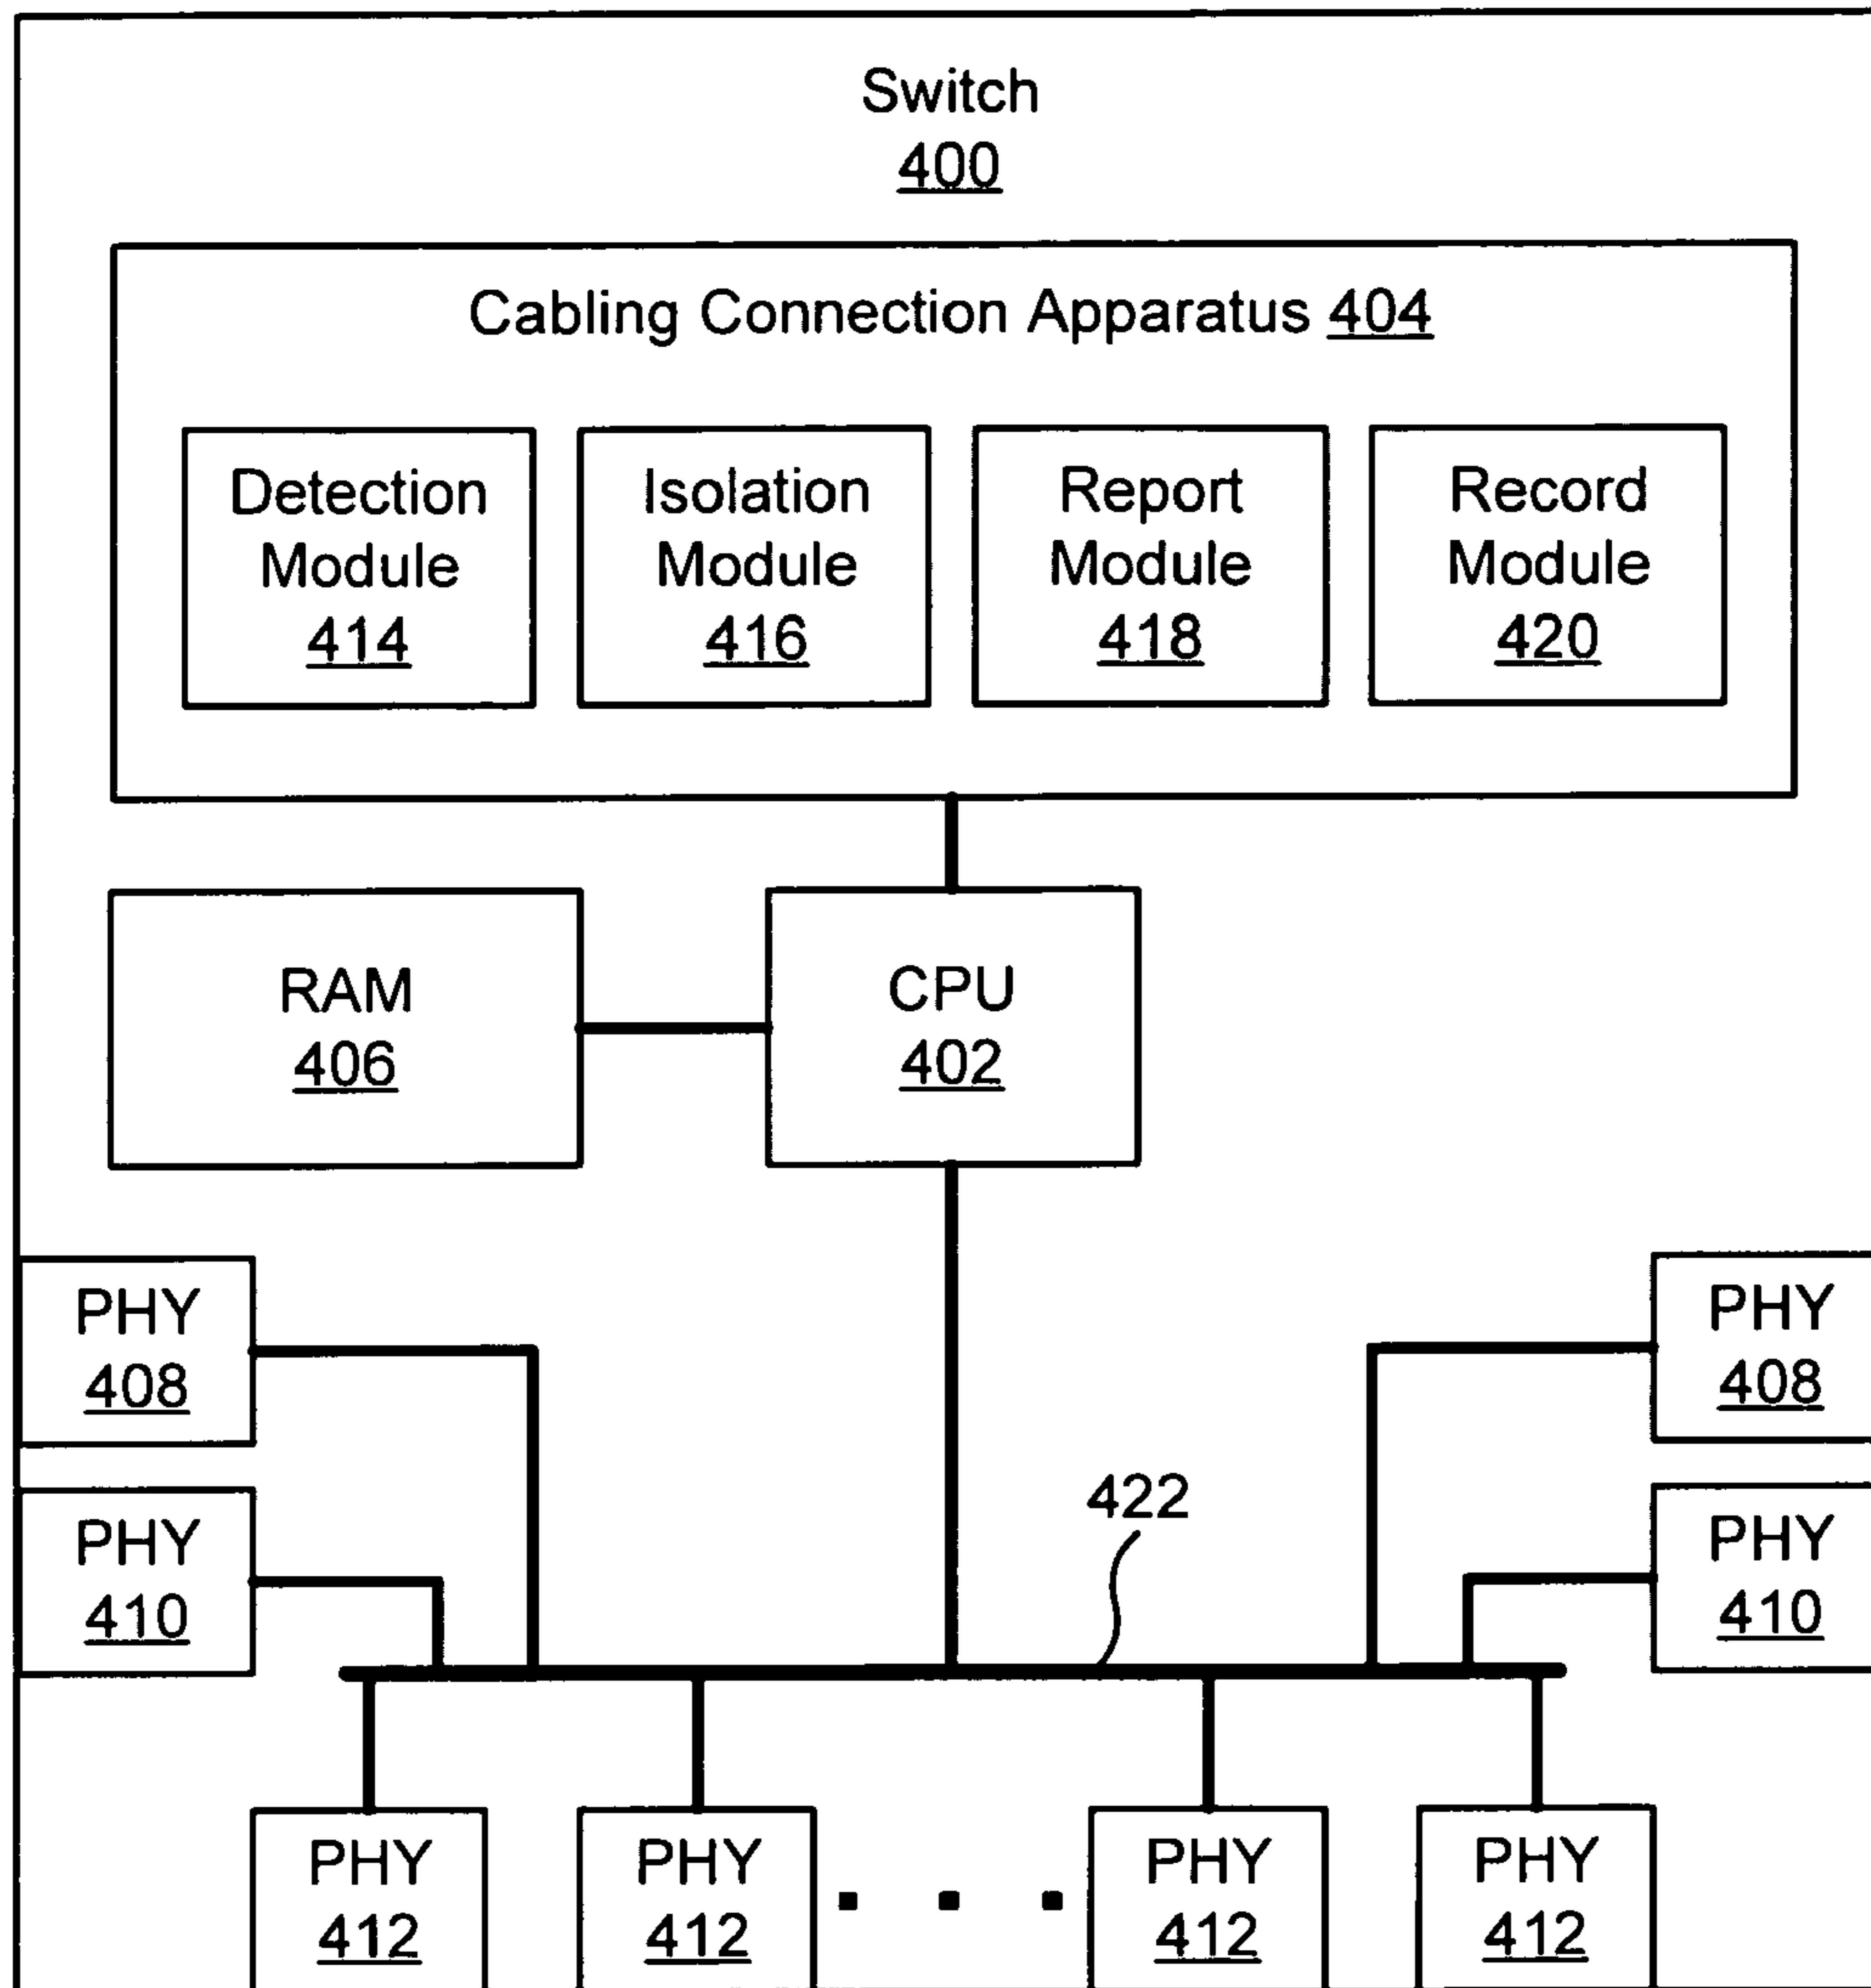 Switch
400
Cabling Connection Apparatus 404
Detection
Module
414
Isolation
Module
416
Report
Module
418
Record
Module
420
RAM
406
CPU
402
PHY
408
PHY
408
PHY
410
422
PHY
410
PHY
412
PHY
412
PHY
412
PHY
412